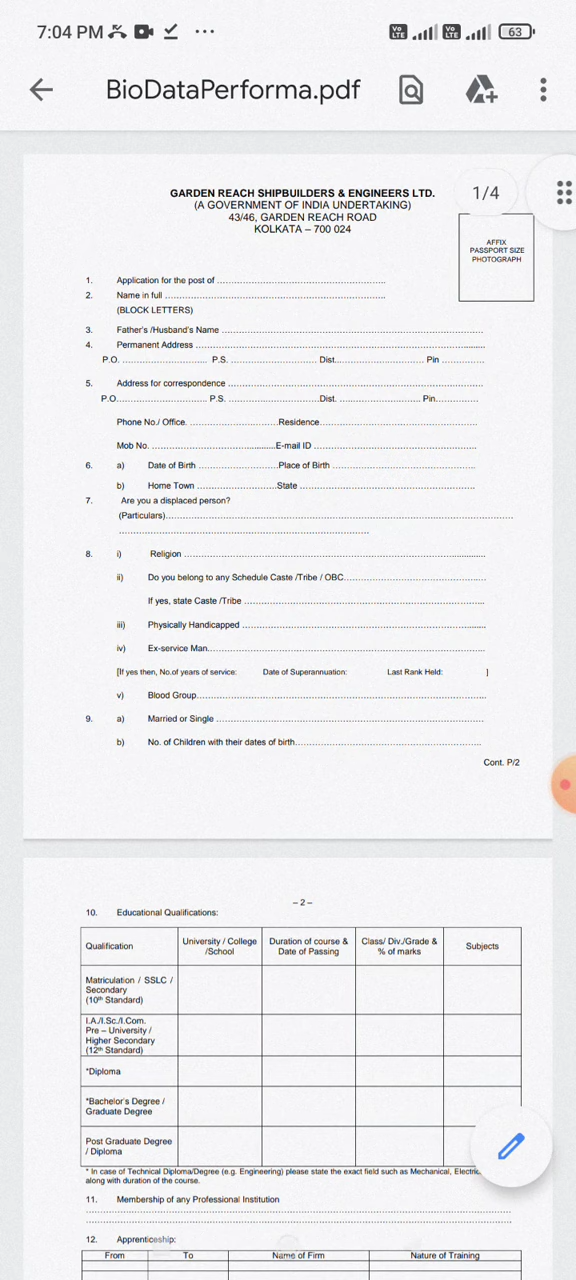 7:04 PM
Vo LTE
Vo LTE
63
BioDataPerforma.pdf
1/4
GARDEN REACH SHIPBUILDERS & ENGINEERS LTD.
(A GOVERNMENT OF INDIA UNDERTAKING)
43/46, GARDEN REACH ROAD
KOLKATA – 700 024
AFFIX
PASSPORT SIZE
PHOTOGRAPH
1. Application for the post of ....................................................
2. Name in full ....................................................
(BLOCK LETTERS)
3. Father's /Husband's Name ....................................................
4. Permanent Address ....................................................
P.O. .......................... P.S. .......................... Dist.......................... Pin ................
5. Address for correspondence ....................................................
P.O.......................... P.S. ..........................Dist. .......................... Pin.............
Phone No./ Office. ..........................Residence....................................................
Mob No. ....................................E-mail ID ....................................................
6. a) Date of Birth ..........................Place of Birth ..........................................
b) Home Town ..........................State ....................................................
7. Are you a displaced person?
(Particulars)....................................................................................
....................................................................................
8. i) Religion ....................................................................................
ii) Do you belong to any Schedule Caste /Tribe / OBC..........................................
If yes, state Caste /Tribe ....................................................
iii) Physically Handicapped ....................................................
iv) Ex-service Man....................................................
[If yes then, No.of years of service: Date of Superannuation: Last Rank Held: ]
v) Blood Group....................................................
9. a) Married or Single ....................................................
b) No. of Children with their dates of birth....................................................
Cont. P/2
– 2 –
10. Educational Qualifications:
Qualification
University / College /School
Duration of course & Date of Passing
Class/ Div./Grade & % of marks
Subjects
Matriculation / SSLC /
Secondary
(10th Standard)
I.A./I.Sc./I.Com.
Pre – University /
Higher Secondary
(12th Standard)
*Diploma
*Bachelor's Degree /
Graduate Degree
Post Graduate Degree
/ Diploma
* In case of Technical Diploma/Degree (e.g. Engineering) please state the exact field such as Mechanical, Electric
along with duration of the course.
11. Membership of any Professional Institution
....................................................................................
....................................................................................
12. Apprenticeship:
From To Name of Firm Nature of Training